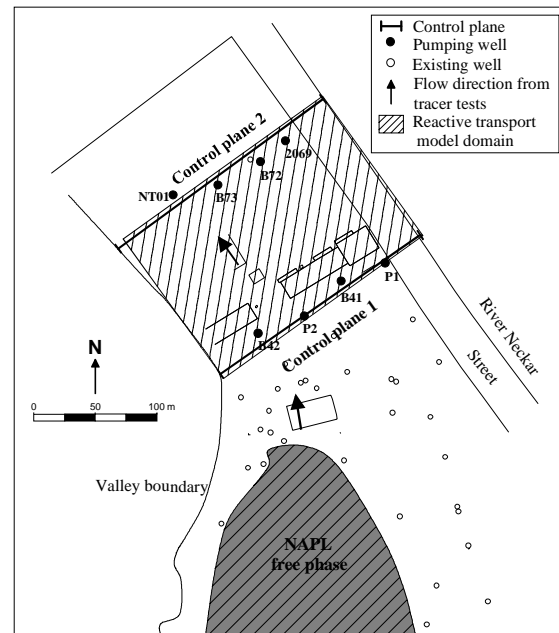 Control plane
Pumping well
Existing well
Flow direction from
tracer tests
Reactive transport
model domain
Control plane 2
2069
B72
B73
NT01
P1
B41
P2
B42
Control plane 1
River Neckar
Street
N
0 50 100 m
Valley boundary
NAPL
free phase